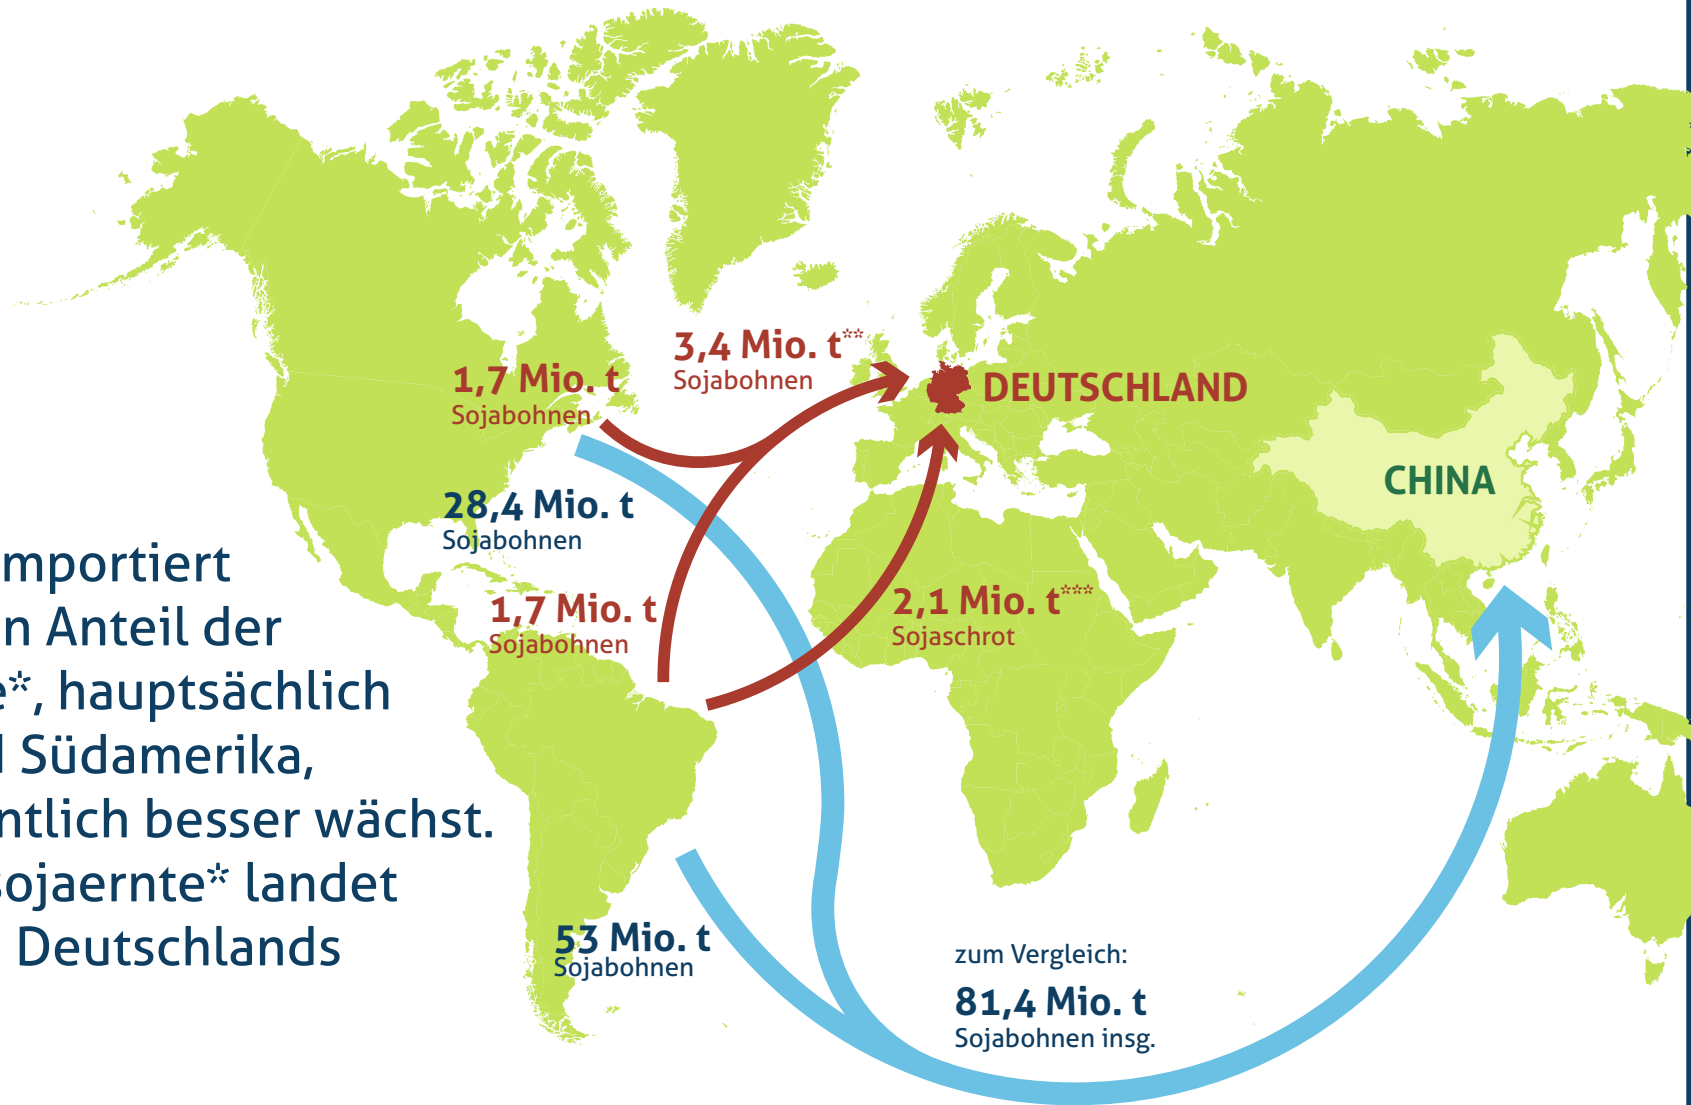 3,4 Mio. t**
Sojabohnen
1,7 Mio. t
Sojabohnen
DEUTSCHLAND
CHINA
28,4 Mio. t
Sojabohnen
1,7 Mio. t
Sojabohnen
2,1 Mio. t***
Sojaschrot
mportiert
n Anteil der
e*, hauptsächlich
Südamerika,
ntlich besser wächst.
sojaernte* landet
Deutschlands
53 Mio. t
Sojabohnen
zum Vergleich:
81,4 Mio. t
Sojabohnen insg.